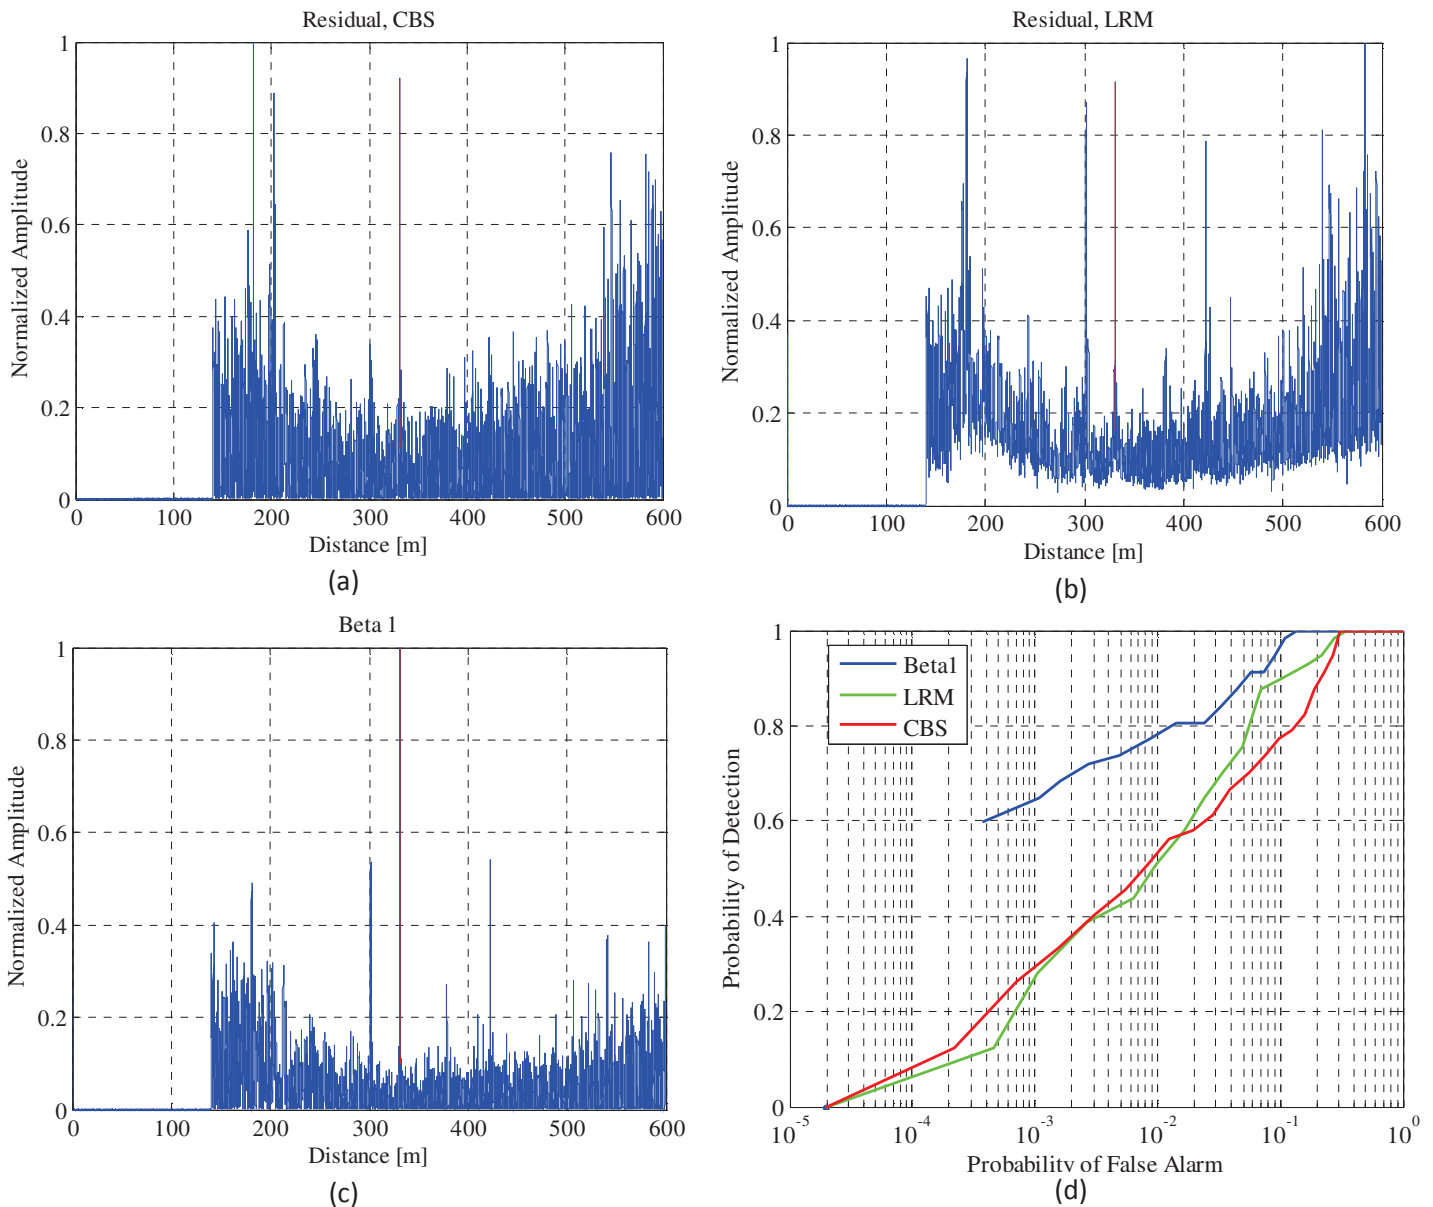 Residual, CBS
1
0.8
0.6
0.4
0.2
0
Normalized Amplitude
0 100 200 300 400 500 600
Distance [m]
(a)
Residual, LRM
1
0.8
0.6
0.4
0.2
0
Normalized Amplitude
0 100 200 300 400 500 600
Distance [m]
(b)
Beta 1
1
0.8
0.6
0.4
0.2
0
Normalized Amplitude
0 100 200 300 400 500 600
Distance [m]
(c)
1
0.8
0.6
0.4
0.2
0
Probability of Detection
Beta1
LRM
CBS
10^-5 10^-4 10^-3 10^-2 10^-1 10^0
Probability of False Alarm
(d)